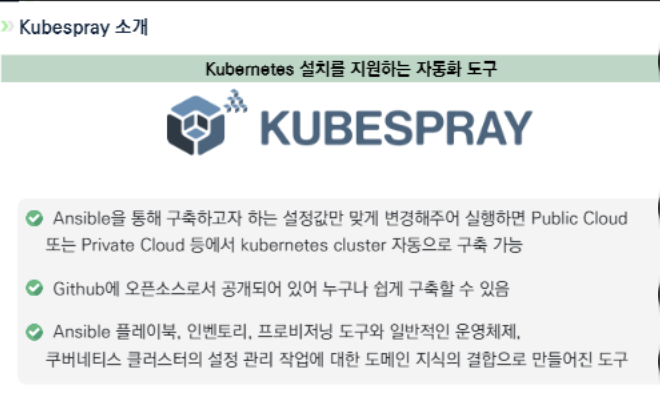 Kubespray 소개
Kubernetes 설치를 지원하는 자동화 도구
KUBESPRAY
Ansible을 통해 구축하고자 하는 설정값만 맞게 변경해주어 실행하면 Public Cloud
또는 Private Cloud 등에서 kubernetes cluster 자동으로 구축 가능
Github에 오픈소스로서 공개되어 있어 누구나 쉽게 구축할 수 있음
Ansible 플레이북, 인벤토리, 프로비저닝 도구와 일반적인 운영체제,
쿠버네티스 클러스터의 설정 관리 작업에 대한 도메인 지식의 결합으로 만들어진 도구